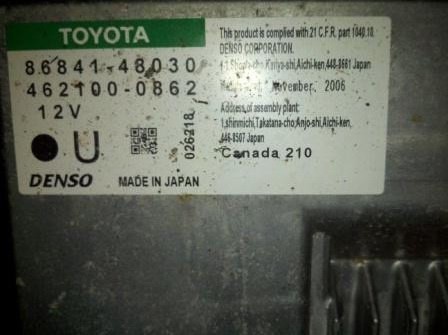 TOYOTA
86841-48030
462100-0862
12V
U
026218
DENSO
MADE IN JAPAN
This product is complied with 21 C.F.R. part 1040.10
DENSO CORPORATION.
Aichi-ken, 448-8661 Japan
November. 2006
Address of assembly plant:
1,shinmichi,Takatana-cho,Anjo-shi,Aichi-ken,
446-8507 Japan
Canada 210